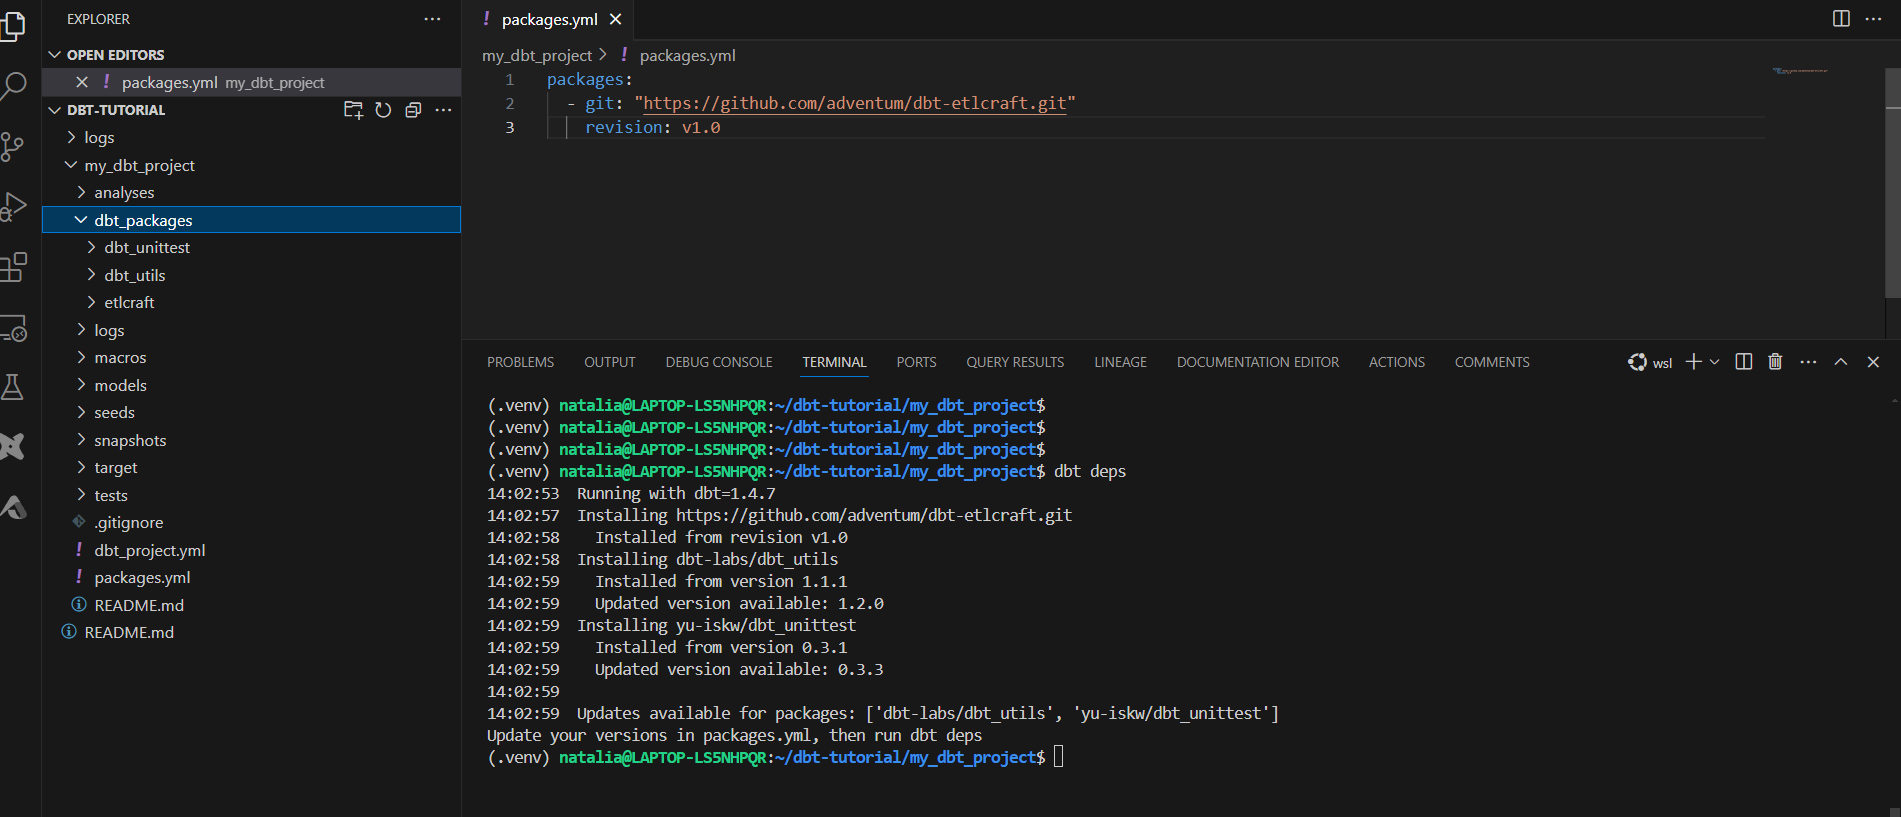 EXPLORER
OPEN EDITORS
packages.yml my_dbt_project
DBT-TUTORIAL
logs
my_dbt_project
analyses
dbt_packages
dbt_unittest
dbt_utils
etlcraft
logs
macros
models
seeds
snapshots
target
tests
.gitignore
dbt_project.yml
packages.yml
README.md
README.md
packages.yml
my_dbt_project > packages.yml
1 packages:
2 - git: "https://github.com/adventum/dbt-etlcraft.git"
3 revision: v1.0
PROBLEMS OUTPUT DEBUG CONSOLE TERMINAL PORTS QUERY RESULTS LINEAGE DOCUMENTATION EDITOR ACTIONS COMMENTS wsl
(.venv) natalia@LAPTOP-LS5NHPQR:~/dbt-tutorial/my_dbt_project$
(.venv) natalia@LAPTOP-LS5NHPQR:~/dbt-tutorial/my_dbt_project$
(.venv) natalia@LAPTOP-LS5NHPQR:~/dbt-tutorial/my_dbt_project$
(.venv) natalia@LAPTOP-LS5NHPQR:~/dbt-tutorial/my_dbt_project$ dbt deps
14:02:53 Running with dbt=1.4.7
14:02:57 Installing https://github.com/adventum/dbt-etlcraft.git
14:02:58 Installed from revision v1.0
14:02:58 Installing dbt-labs/dbt_utils
14:02:59 Installed from version 1.1.1
14:02:59 Updated version available: 1.2.0
14:02:59 Installing yu-iskw/dbt_unittest
14:02:59 Installed from version 0.3.1
14:02:59 Updated version available: 0.3.3
14:02:59
14:02:59 Updates available for packages: ['dbt-labs/dbt_utils', 'yu-iskw/dbt_unittest']
Update your versions in packages.yml, then run dbt deps
(.venv) natalia@LAPTOP-LS5NHPQR:~/dbt-tutorial/my_dbt_project$